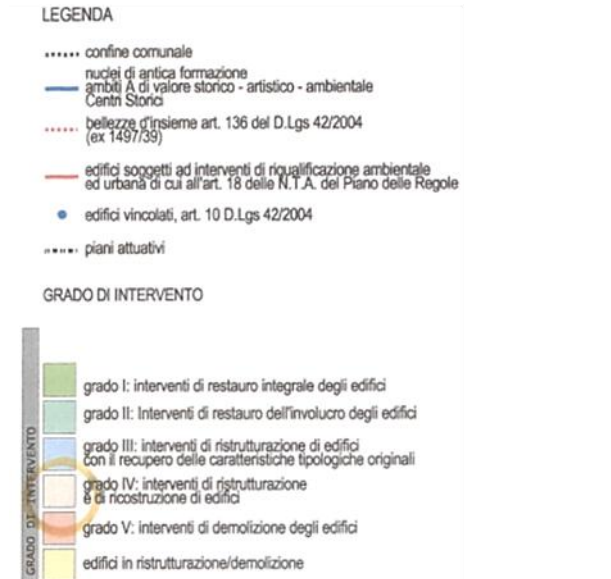 LEGENDA
confine comunale
nuclei di antica formazione
ambiti A di valore storico - artistico - ambientale
Centri Storici
bellezze d'insieme art. 136 del D.Lgs 42/2004
(ex 1497/39)
edifici soggetti ad interventi di riqualificazione ambientale
ed urbana di cui all'art. 18 delle N.T.A. del Piano delle Regole
edifici vincolati, art. 10 D.Lgs 42/2004
piani attuativi
GRADO DI INTERVENTO
GRADO DI INTERVENTO
grado I: interventi di restauro integrale degli edifici
grado II: Interventi di restauro dell'involucro degli edifici
grado III: interventi di ristrutturazione di edifici
con il recupero delle caratteristiche tipologiche originali
grado IV: interventi di ristrutturazione
e di ricostruzione di edifici
grado V: interventi di demolizione degli edifici
edifici in ristrutturazione/demolizione